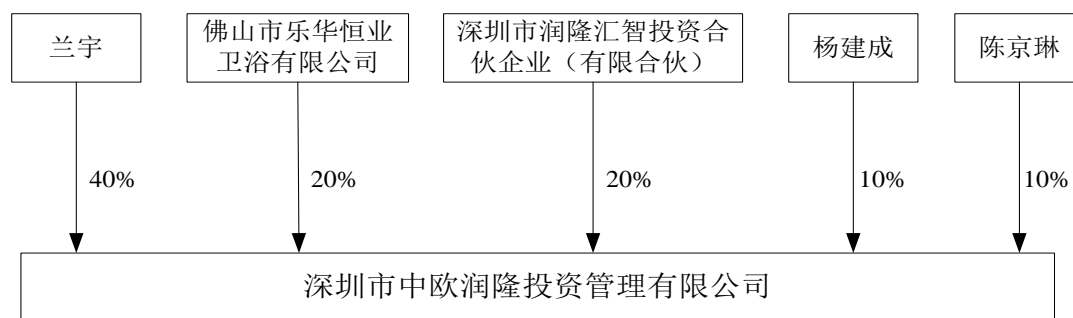 兰宇
佛山市乐华恒业
卫浴有限公司
深圳市润隆汇智投资合
伙企业（有限合伙）
杨建成
陈京琳
40%
20%
20%
10%
10%
深圳市中欧润隆投资管理有限公司